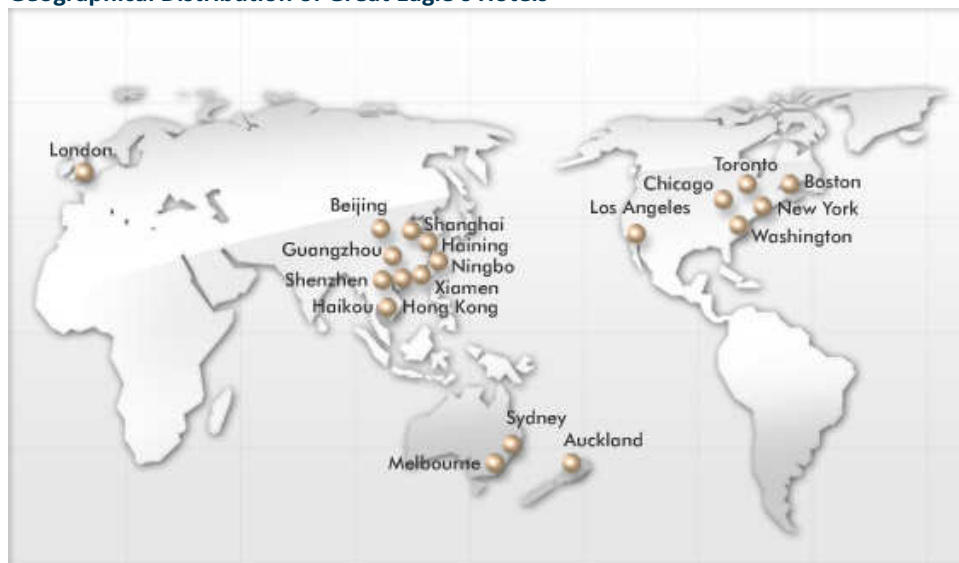 Geographical Distribution of Great Eagle's Hotels
London
Toronto
Chicago
Boston
Los Angeles
New York
Washington
Beijing
Shanghai
Guangzhou
Haining
Ningbo
Shenzhen
Xiamen
Haikou
Hong Kong
Sydney
Auckland
Melbourne